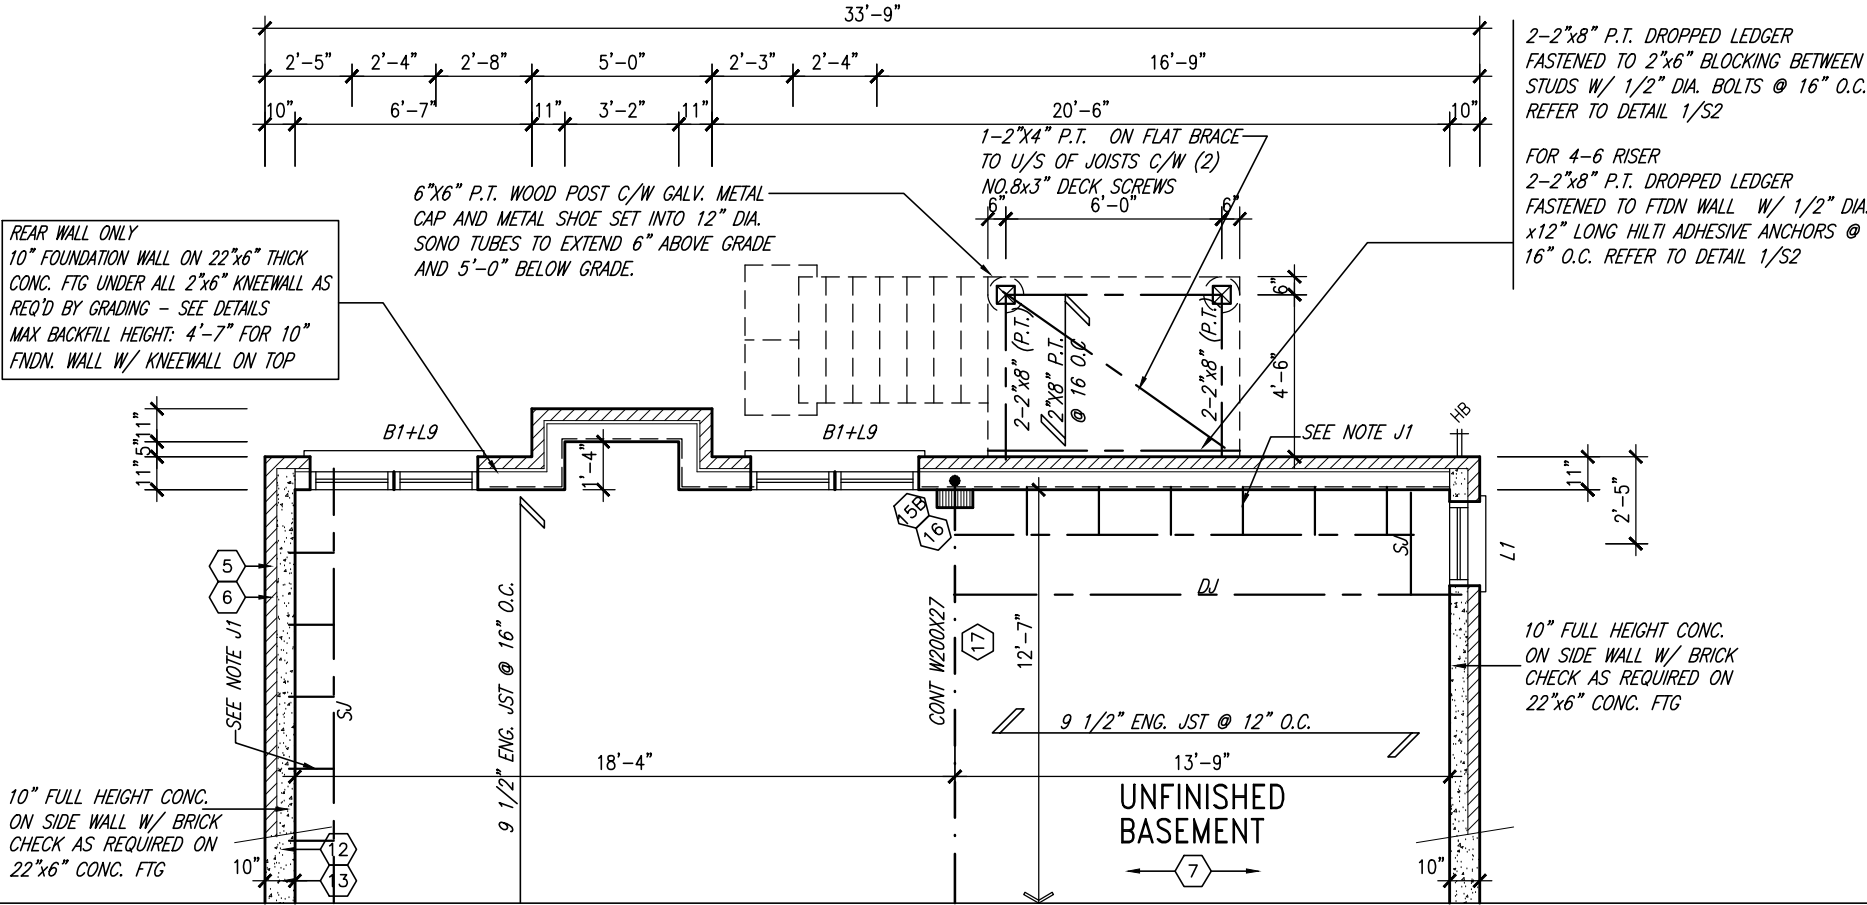 33'-9"
2'-5" 2'-4" 2'-8" 5'-0" 2'-3" 2'-4" 16'-9"
10" 6'-7" 11" 3'-2" 11" 20'-6" 10"
2-2"x8" P.T. DROPPED LEDGER
FASTENED TO 2"x6" BLOCKING BETWEEN
STUDS W/ 1/2" DIA. BOLTS @ 16" O.C.
REFER TO DETAIL 1/S2
FOR 4-6 RISER
2-2"x8" P.T. DROPPED LEDGER
FASTENED TO FTDN WALL W/ 1/2" DIA.
x12" LONG HILTI ADHESIVE ANCHORS @
16" O.C. REFER TO DETAIL 1/S2
1-2"X4" P.T. ON FLAT BRACE
TO U/S OF JOISTS C/W (2)
NO.8x3" DECK SCREWS
6" 6'-0" 6"
6"X6" P.T. WOOD POST C/W GALV. METAL
CAP AND METAL SHOE SET INTO 12" DIA.
SONO TUBES TO EXTEND 6" ABOVE GRADE
AND 5'-0" BELOW GRADE.
REAR WALL ONLY
10" FOUNDATION WALL ON 22"x6" THICK
CONC. FTG UNDER ALL 2"x6" KNEEWALL AS
REQ'D BY GRADING - SEE DETAILS
MAX BACKFILL HEIGHT: 4'-7" FOR 10"
FNDN. WALL W/ KNEEWALL ON TOP
2-2"x8" (P.T.
2"X8" P.T.
@ 16 O.C
2-2"x8" (P.T.
6"
4'-6"
11"
5"
11"
B1+L9
1'-4"
B1+L9
SEE NOTE J1
HB
11"
2'-5"
L1
15B
16
SJ
DJ
5
6
SEE NOTE J1
SJ
9 1/2" ENG. JST @ 16" O.C.
CONT W200X27
17
12'-7"
10" FULL HEIGHT CONC.
ON SIDE WALL W/ BRICK
CHECK AS REQUIRED ON
22"x6" CONC. FTG
9 1/2" ENG. JST @ 12" O.C.
18'-4" 13'-9"
UNFINISHED
BASEMENT
7
10" FULL HEIGHT CONC.
ON SIDE WALL W/ BRICK
CHECK AS REQUIRED ON
22"x6" CONC. FTG
10"
12
13
10"